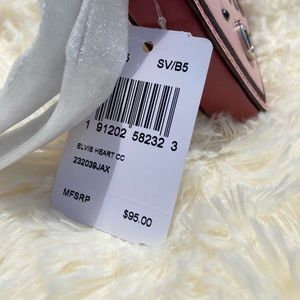 SV/B5
1 91202 58232 3
ELVIS HEART CC
232039JAX
MFSRP
$95.00